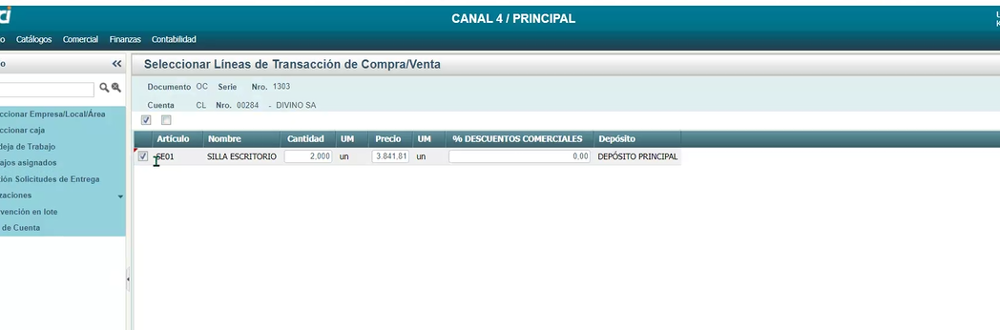 CANAL 4 / PRINCIPAL
Catálogos Comercial Finanzas Contabilidad
Seleccionar Líneas de Transacción de Compra/Venta
Documento OC Serie Nro. 1303
Cuenta CL Nro. 00284 - DIVINO SA
Artículo Nombre Cantidad UM Precio UM % DESCUENTOS COMERCIALES Depósito
SE01 SILLA ESCRITORIO 2,000 un 3.841,81 un 0,00 DEPÓSITO PRINCIPAL
ccionar Empresa/Local/Área
ccionar caja
deja de Trabajo
ajos asignados
ión Solicitudes de Entrega
zaciones
vención en lote
de Cuenta